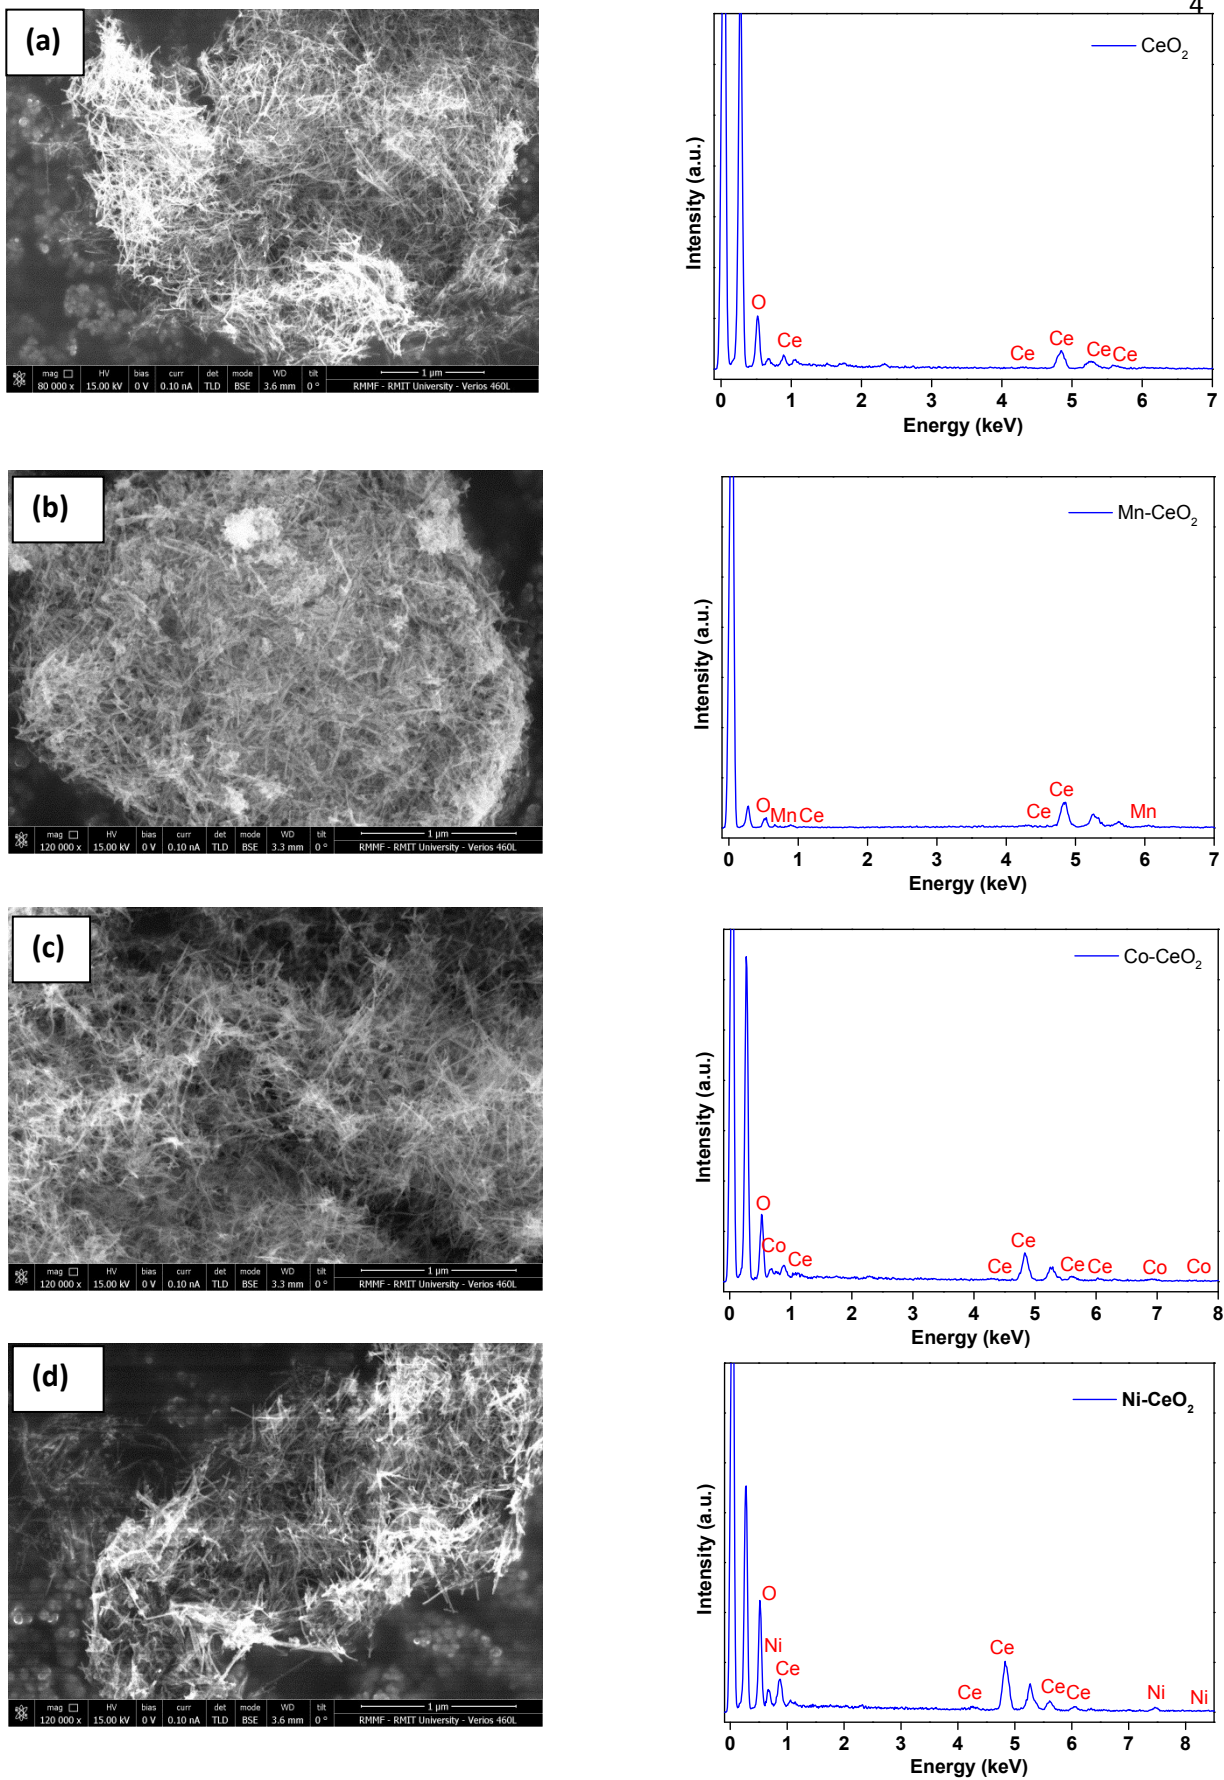 4
(a)
mag HV bias curr det mode WD tilt 1 µm
80 000 x 15.00 kV 0 V 0.10 nA TLD BSE 3.6 mm 0 ° RMMF - RMIT University - Verios 460L
CeO2
Intensity (a.u.)
O
Ce
Ce
Ce
Ce
Ce
0 1 2 3 4 5 6 7
Energy (keV)
(b)
mag HV bias curr det mode WD tilt 1 µm
120 000 x 15.00 kV 0 V 0.10 nA TLD BSE 3.3 mm 0 ° RMMF - RMIT University - Verios 460L
Mn-CeO2
Intensity (a.u.)
O
Mn Ce
Ce
Ce
Mn
0 1 2 3 4 5 6 7
Energy (keV)
(c)
mag HV bias curr det mode WD tilt 1 µm
120 000 x 15.00 kV 0 V 0.10 nA TLD BSE 3.3 mm 0 ° RMMF - RMIT University - Verios 460L
Co-CeO2
Intensity (a.u.)
O
Co
Ce
Ce
Ce
Ce
Ce
Co
Co
0 1 2 3 4 5 6 7 8
Energy (keV)
(d)
mag HV bias curr det mode WD tilt 1 µm
120 000 x 15.00 kV 0 V 0.10 nA TLD BSE 3.6 mm 0 ° RMMF - RMIT University - Verios 460L
Ni-CeO2
Intensity (a.u.)
O
Ni
Ce
Ce
Ce
Ce
Ce
Ni
Ni
0 1 2 3 4 5 6 7 8
Energy (keV)